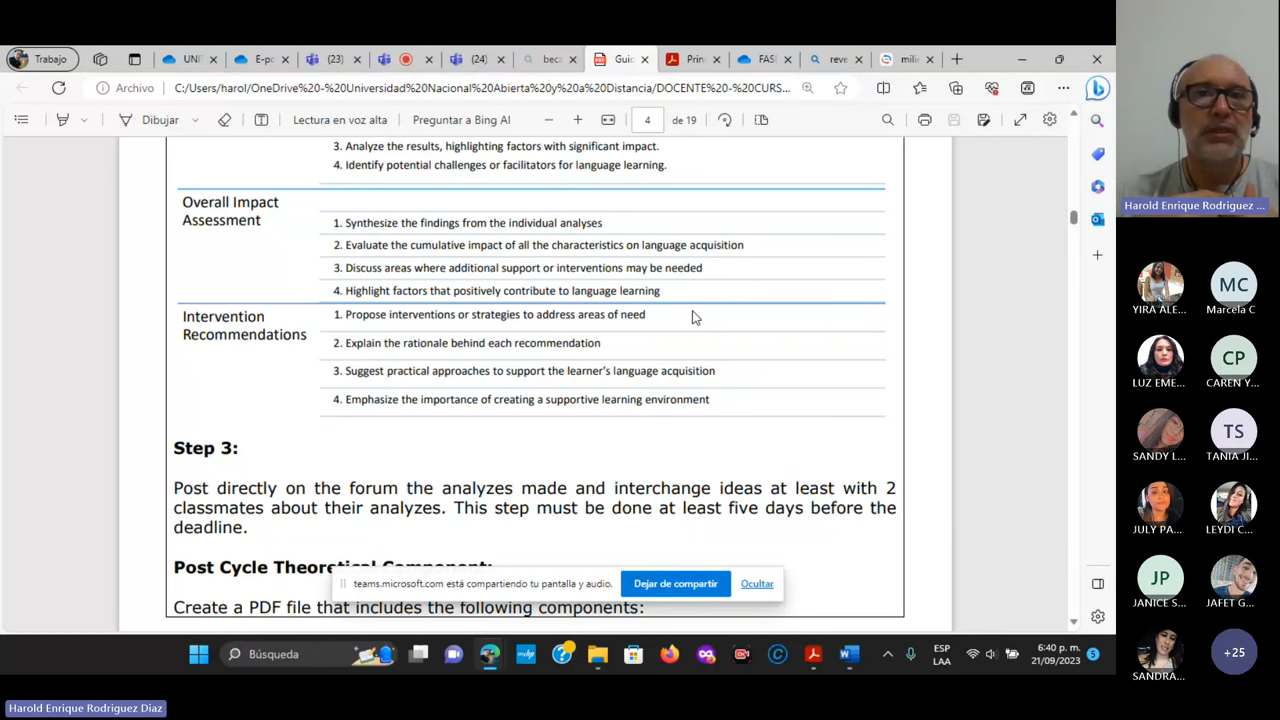 Trabajo
UNI
E-pc
(23)
(24)
beca
Guic
Prin
FAS
reve
mili
Archivo
C:/Users/harol/OneDrive%20-%20Universidad%20Nacional%20Abierta%20y%20a%20Distancia/DOCENTE%20-%20CURS...
Dibujar
Lectura en voz alta
Preguntar a Bing AI
4
de 19
3. Analyze the results, highlighting factors with significant impact.
4. Identify potential challenges or facilitators for language learning.
Overall Impact
Assessment
1. Synthesize the findings from the individual analyses
2. Evaluate the cumulative impact of all the characteristics on language acquisition
3. Discuss areas where additional support or interventions may be needed
4. Highlight factors that positively contribute to language learning
Intervention
Recommendations
1. Propose interventions or strategies to address areas of need
2. Explain the rationale behind each recommendation
3. Suggest practical approaches to support the learner's language acquisition
4. Emphasize the importance of creating a supportive learning environment
Step 3:
Post directly on the forum the analyzes made and interchange ideas at least with 2
classmates about their analyzes. This step must be done at least five days before the
deadline.
Post Cycle Theoretical Component:
teams.microsoft.com está compartiendo tu pantalla y audio.
Dejar de compartir
Ocultar
Create a PDF file that includes the following components:
Búsqueda
ESP
LAA
6:40 p. m.
21/09/2023
5
Harold Enrique Rodriguez Diaz
Harold Enrique Rodriguez ...
YIRA ALE...
MC
Marcela C
LUZ EME...
CP
CAREN Y...
SANDY L...
TS
TANIA JI...
JULY PA...
LEYDI C...
JP
JANICE S...
JAFET G...
SANDRA...
+25